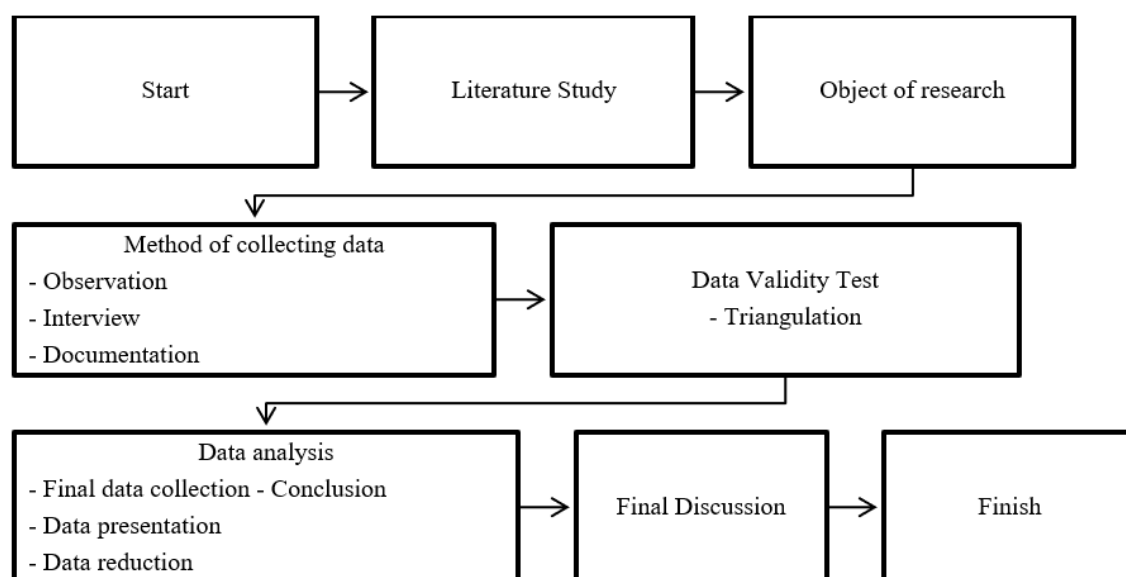 Start
Literature Study
Object of research
Method of collecting data
- Observation
- Interview
- Documentation
Data Validity Test
- Triangulation
Data analysis
- Final data collection - Conclusion
- Data presentation
- Data reduction
Final Discussion
Finish